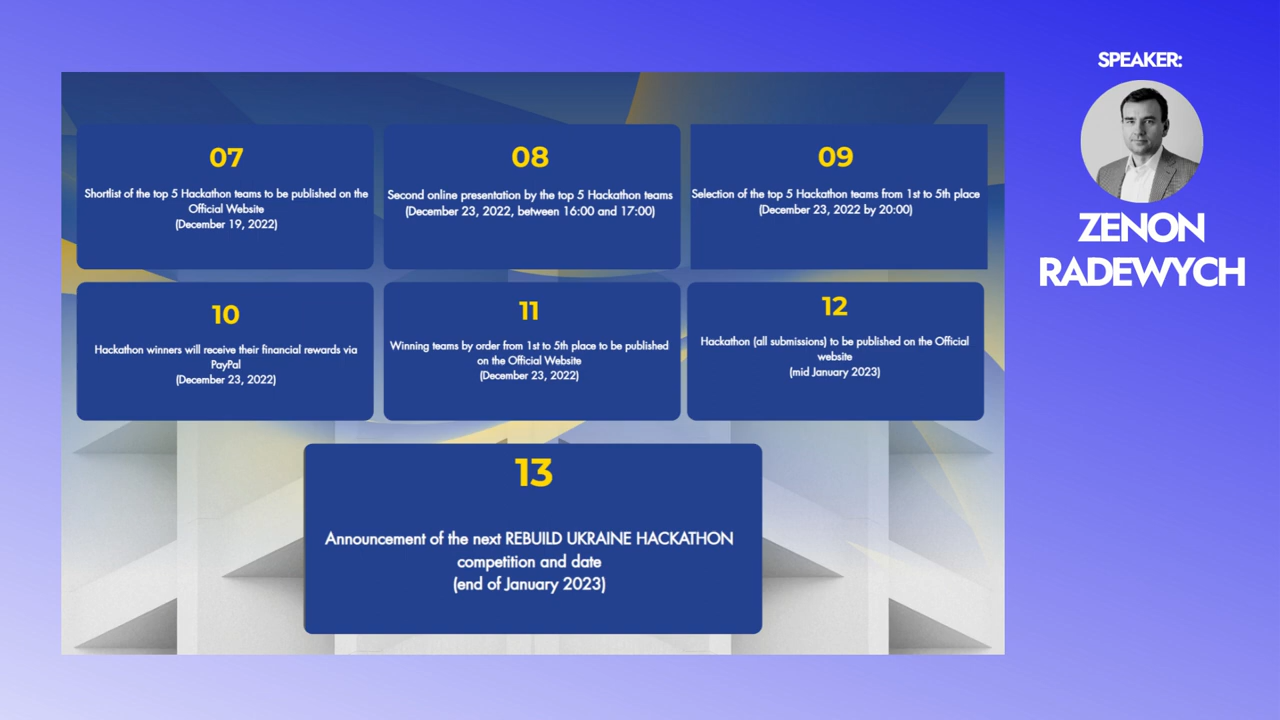 SPEAKER:
ZENON
RADEWYCH
07
Shortlist of the top 5 Hackathon teams to be published on the
Official Website
(December 19, 2022)
08
Second online presentation by the top 5 Hackathon teams
(December 23, 2022, between 16:00 and 17:00)
09
Selection of the top 5 Hackathon teams from 1st to 5th place
(December 23, 2022 by 20:00)
10
Hackathon winners will receive their financial rewards via
PayPal
(December 23, 2022)
11
Winning teams by order from 1st to 5th place to be published
on the Official Website
(December 23, 2022)
12
Hackathon (all submissions) to be published on the Official
website
(mid January 2023)
13
Announcement of the next REBUILD UKRAINE HACKATHON
competition and date
(end of January 2023)